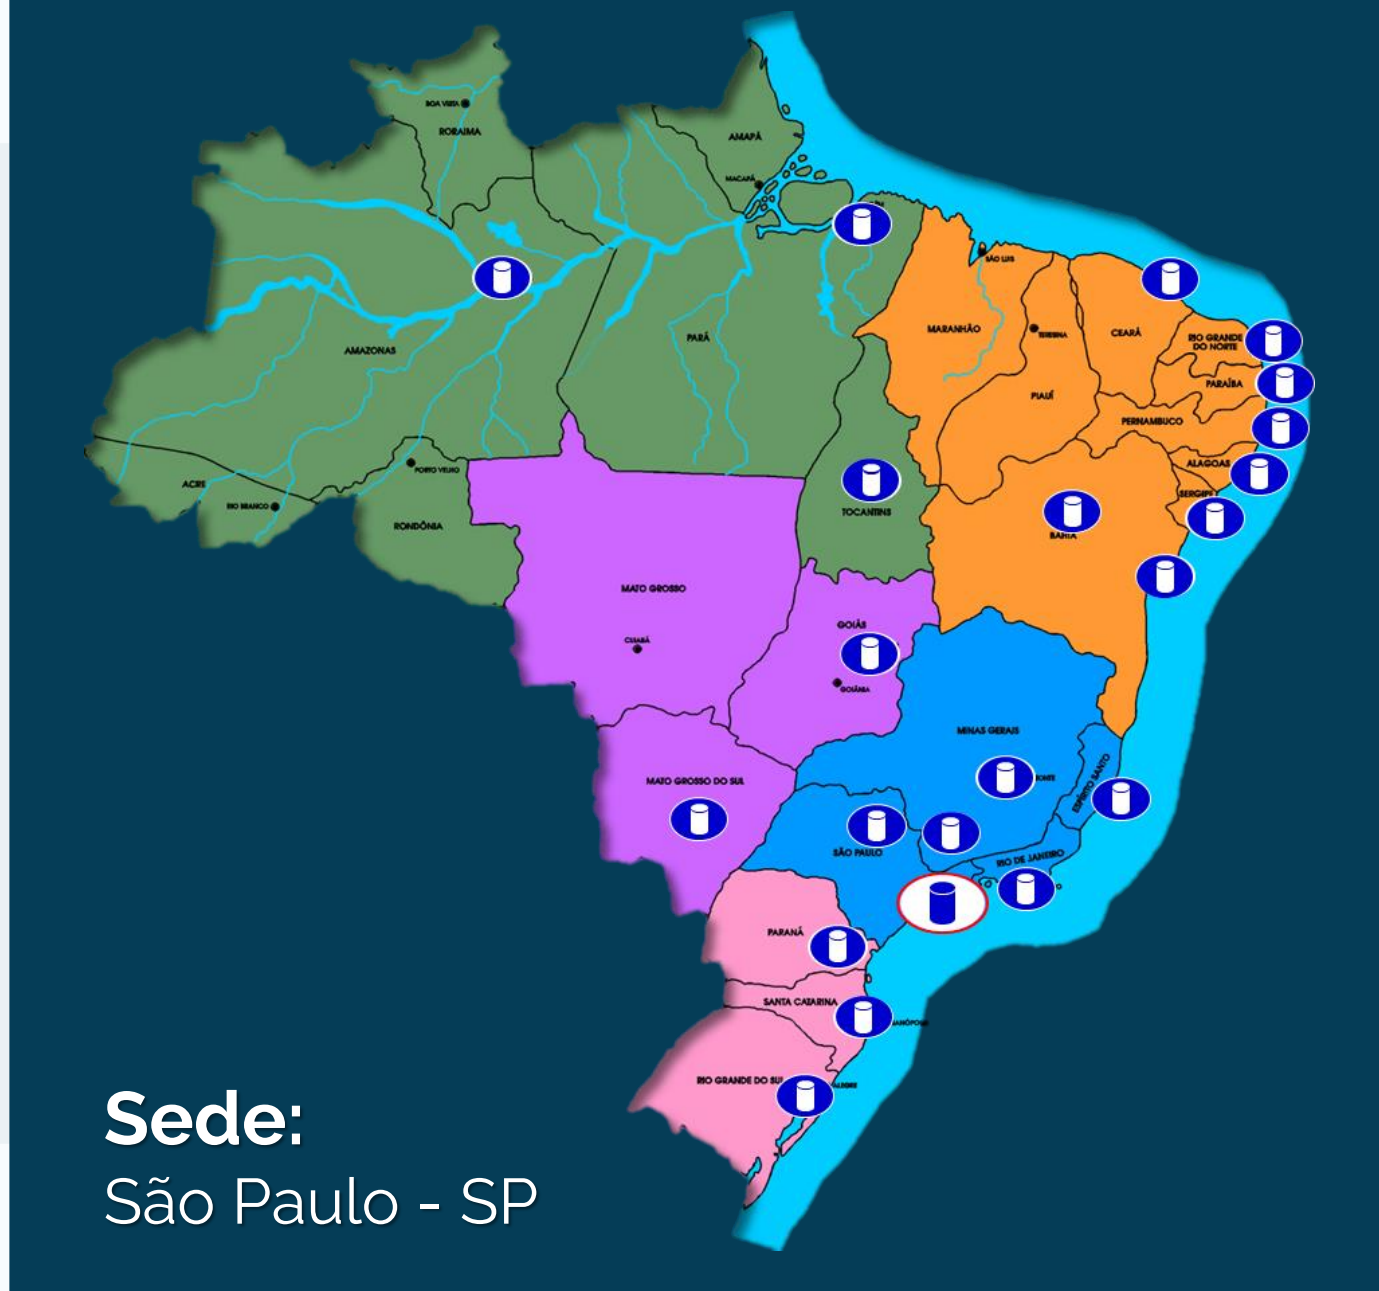 BOA VISTA
RORAIMA
AMAPÁ
MACAPÁ
SÃO LUIS
MARANHÃO
TERESINA
CEARÁ
RIO GRANDE
DO NORTE
PARÁ
AMAZONAS
PARAÍBA
PIAUÍ
PERNAMBUCO
ALAGOAS
PORTO VELHO
ACRE
SERGIPE
RIO BRANCO
TOCANTINS
RONDÔNIA
BAHIA
MATO GROSSO
GOIÁS
CUIABÁ
GOIÂNIA
MINAS GERAIS
ESPÍRITO SANTO
MATO GROSSO DO SUL
SÃO PAULO
RIO DE JANEIRO
PARANÁ
SANTA CATARINA
RIO GRANDE DO SUL
ALEGRE
Sede:
São Paulo - SP